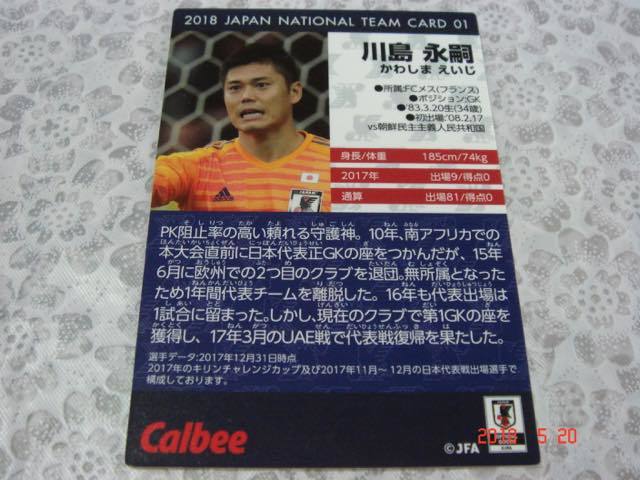 2018 JAPAN NATIONAL TEAM CARD 01
川島 永嗣
かわしま えいじ
●所属:FCメス(フランス)
●ポジション:GK
●'83.3.20生(34歳)
●初出場:'08.2.17
vs朝鮮民主主義人民共和国
身長/体重 185cm/74kg
2017年 出場9/得点0
通算 出場81/得点0
PK阻止率の高い頼れる守護神。10年、南アフリカでの
本大会直前に日本代表正GKの座をつかんだが、15年
6月に欧州での2つ目のクラブを退団。無所属となった
ため1年間代表チームを離脱した。16年も代表出場は
1試合に留まった。しかし、現在のクラブで第1GKの座を
獲得し、17年3月のUAE戦で代表戦復帰を果たした。
選手データ:2017年12月31日時点
2017年のキリンチャレンジカップ及び2017年11月～12月の日本代表戦出場選手で
構成しております。
Calbee
©JFA
2018 5 20